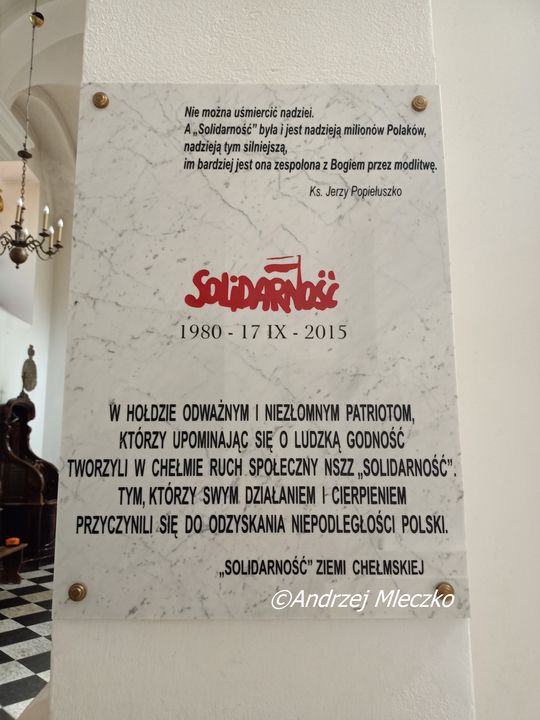 Nie można uśmiercić nadziei.
A „Solidarność” była i jest nadzieją milionów Polaków,
nadzieją tym silniejszą,
im bardziej jest ona zespolona z Bogiem przez modlitwę.
Ks. Jerzy Popiełuszko
SOLIDARNOŚĆ
1980 - 17 IX - 2015
W HOŁDZIE ODWAŻNYM I NIEZŁOMNYM PATRIOTOM,
KTÓRZY UPOMINAJĄC SIĘ O LUDZKĄ GODNOŚĆ
TWORZYLI W CHEŁMIE RUCH SPOŁECZNY NSZZ „SOLIDARNOŚĆ”.
TYM, KTÓRZY SWYM DZIAŁANIEM I CIERPIENIEM
PRZYCZYNILI SIĘ DO ODZYSKANIA NIEPODLEGŁOŚCI POLSKI.
„SOLIDARNOŚĆ” ZIEMI CHEŁMSKIEJ
©Andrzej Mleczko